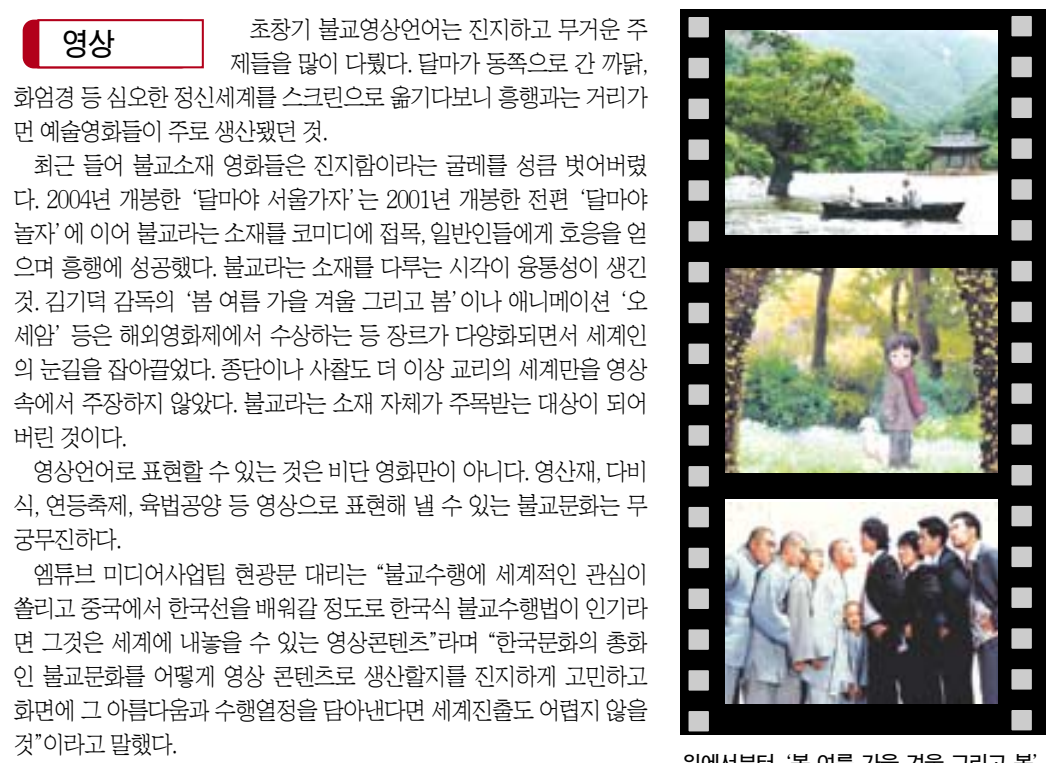 영상
초창기 불교영상언어는 진지하고 무거운 주
제들을 많이 다뤘다. 달마가 동쪽으로 간 까닭,
화엄경 등 심오한 정신세계를 스크린으로 옮기다보니 흥행과는 거리가
먼 예술영화들이 주로 생산됐던 것.
최근 들어 불교소재 영화들은 진지함이라는 굴레를 성큼 벗어버렸
다. 2004년 개봉한 ‘달마야 서울가자’는 2001년 개봉한 전편 ‘달마야
놀자’에 이어 불교라는 소재를 코미디에 접목, 일반인들에게 호응을 얻
으며 흥행에 성공했다. 불교라는 소재를 다루는 시각이 융통성이 생긴
것. 김기덕 감독의 ‘봄 여름 가을 겨울 그리고 봄’이나 애니메이션 ‘오
세암’ 등은 해외영화제에서 수상하는 등 장르가 다양화되면서 세계인
의 눈길을 잡아끌었다. 종단이나 사찰도 더 이상 교리의 세계만을 영상
속에서 주장하지 않았다. 불교라는 소재 자체가 주목받는 대상이 되어
버린 것이다.
영상언어로 표현할 수 있는 것은 비단 영화만이 아니다. 영산재, 다비
식, 연등축제, 육법공양 등 영상으로 표현해 낼 수 있는 불교문화는 무
궁무진하다.
엠튜브 미디어사업팀 현광문 대리는 “불교수행에 세계적인 관심이
쏠리고 중국에서 한국선을 배워갈 정도로 한국식 불교수행법이 인기라
면 그것은 세계에 내놓을 수 있는 영상콘텐츠”라며 “한국문화의 총화
인 불교문화를 어떻게 영상 콘텐츠로 생산할지를 진지하게 고민하고
화면에 그 아름다움과 수행열정을 담아낸다면 세계진출도 어렵지 않을
것”이라고 말했다.
위에서부터 ‘봄 여름 가을 겨울 그리고 봄’